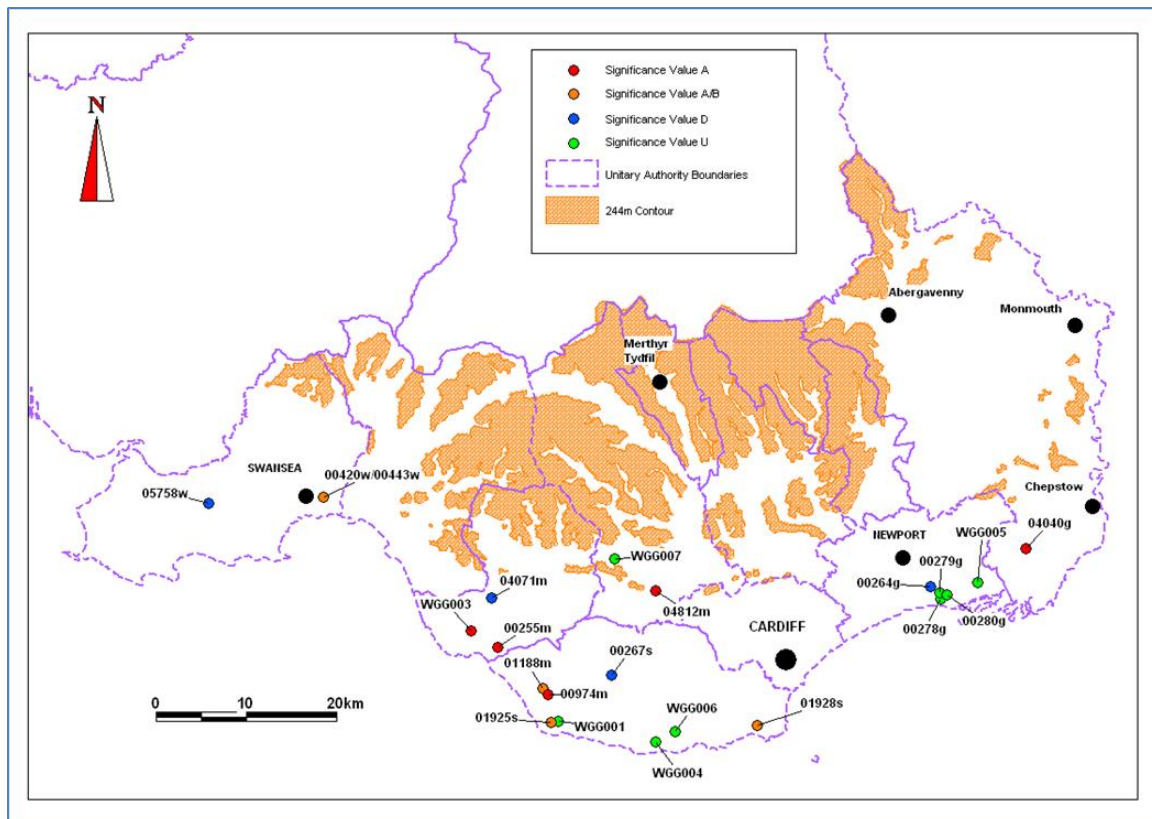 N
Significance Value A
Significance Value A/B
Significance Value D
Significance Value U
Unitary Authority Boundaries
244m Contour
Abergavenny
Monmouth
Merthyr
Tydfil
SWANSEA
00420w/00443w
05758w
Chepstow
NEWPORT
WGG005
04040g
00279g
00264g
WGG007
04071m
WGG003
04812m
00278g
00280g
00255m
CARDIFF
01188m
00267s
00974m
01925s
WGG001
WGG006
01928s
WGG004
0 10 20km